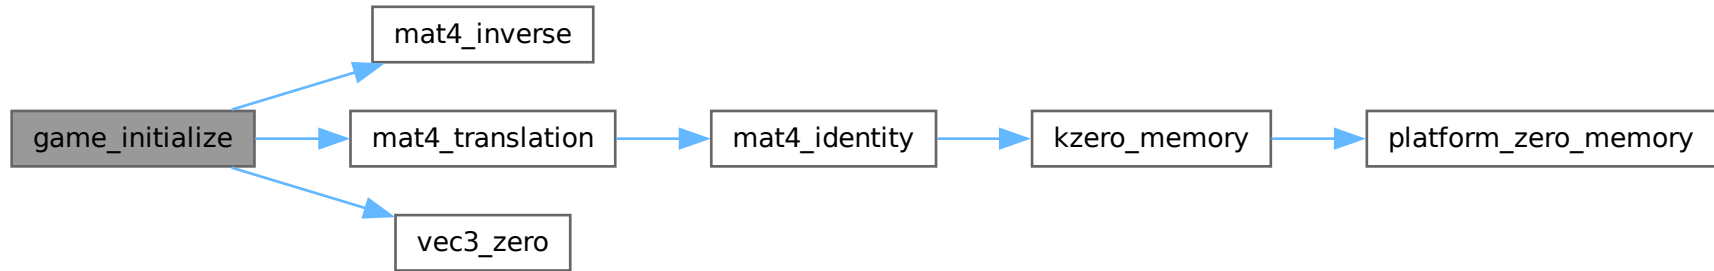 mat4_inverse
game_initialize
mat4_translation
mat4_identity
kzero_memory
platform_zero_memory
vec3_zero